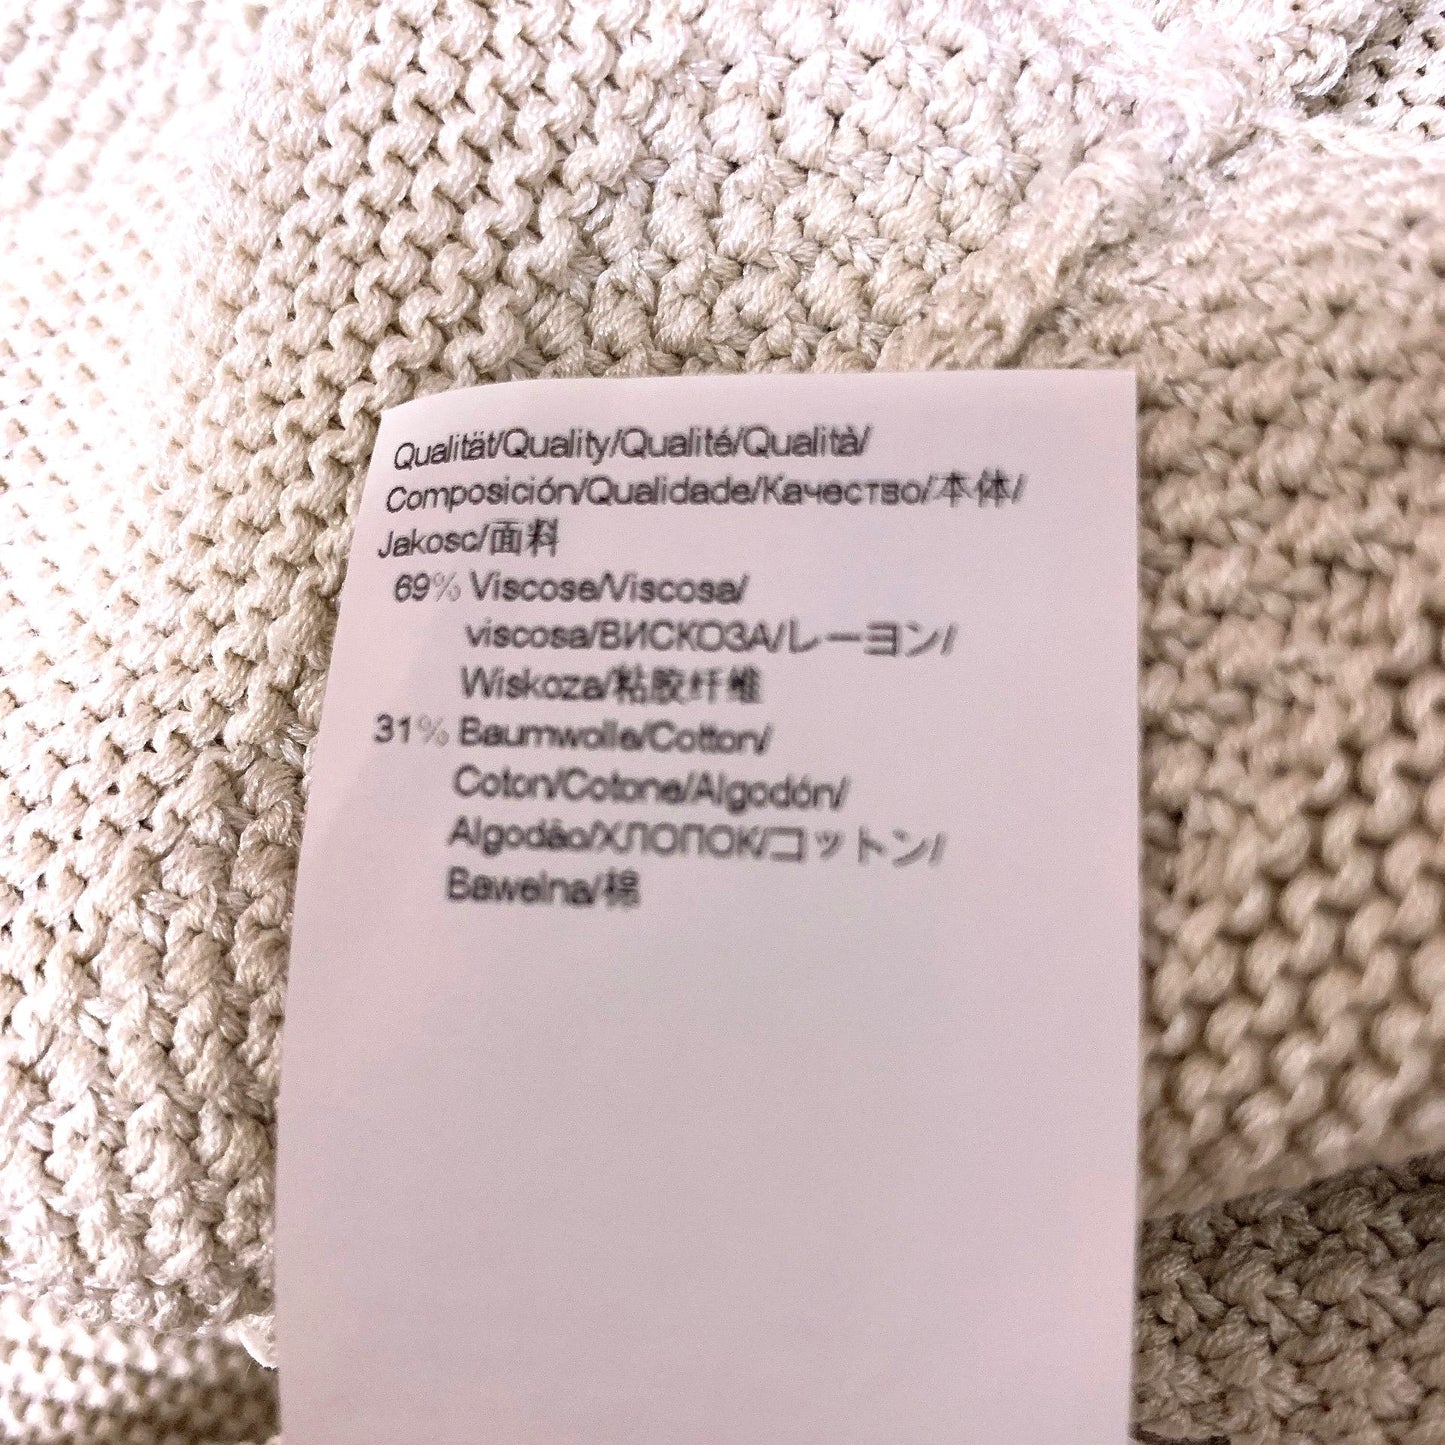 Qualität/Quality/Qualité/Qualità/
Composición/Qualidade/Качество/本体/
Jakosc/面料
69% Viscose/Viscosa/
viscosa/ВИСКОЗА/レーヨン/
Wiskoza/粘胶纤维
31% Baumwolle/Cotton/
Coton/Cotone/Algodón/
Algodão/ХЛОПОК/コットン/
Bawelna/棉